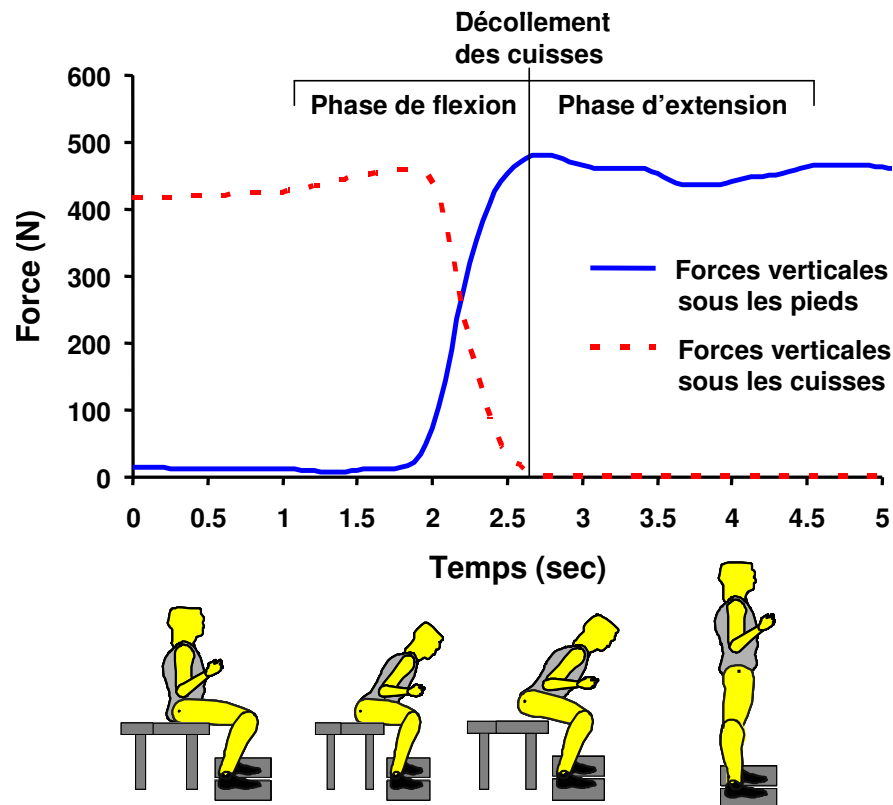 Décollement
des cuisses
Phase de flexion
Phase d'extension
Force (N)
600
500
400
300
200
100
0
Forces verticales
sous les pieds
Forces verticales
sous les cuisses
0 0.5 1 1.5 2 2.5 3 3.5 4 4.5 5
Temps (sec)